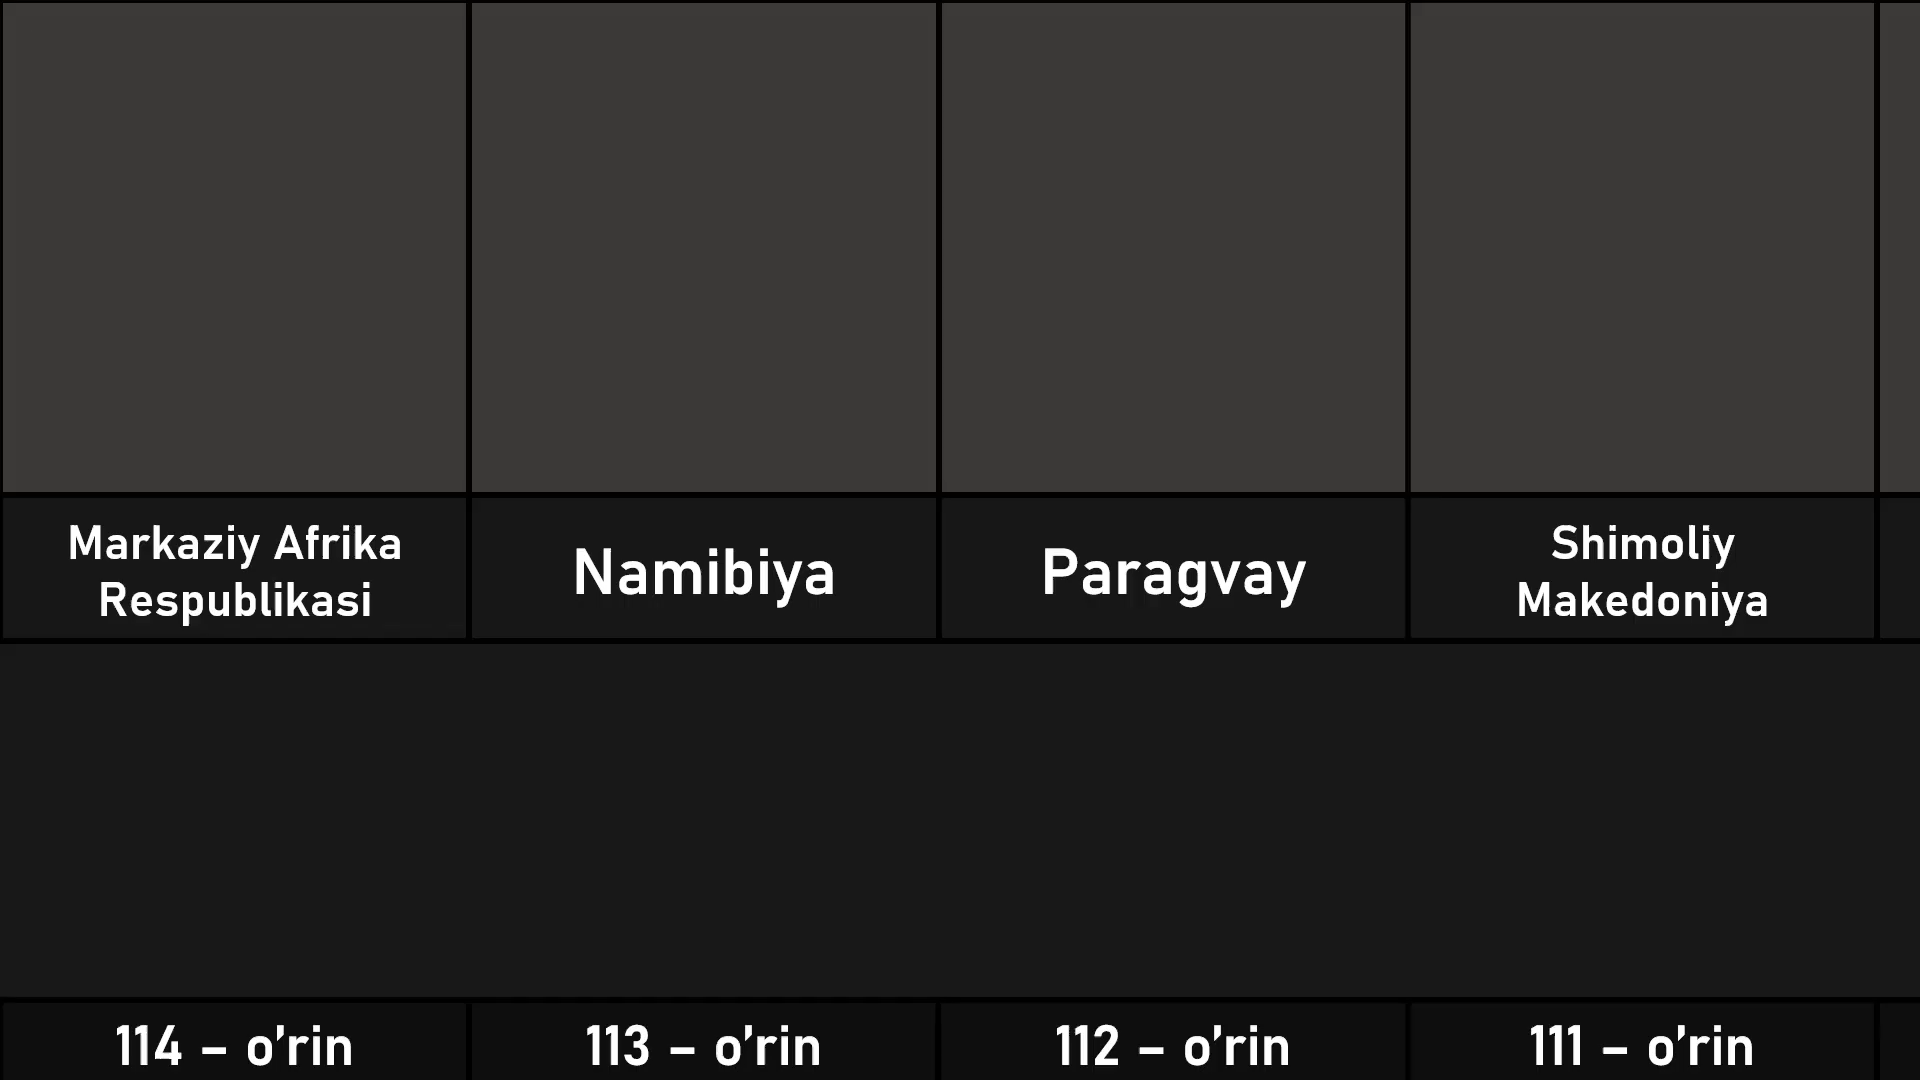 Markaziy Afrika
Respublikasi
Namibiya
Paragvay
Shimoliy
Makedoniya
114 – o’rin
113 – o’rin
112 – o’rin
111 – o’rin